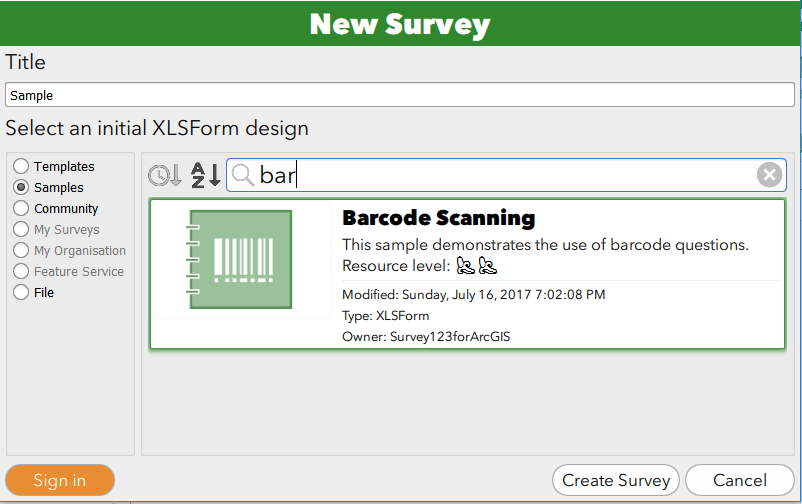 New Survey
Title
Sample
Select an initial XLSForm design
Templates
Samples
Community
My Surveys
My Organisation
Feature Service
File
A
Z
bar
Barcode Scanning
This sample demonstrates the use of barcode questions.
Resource level:
Modified: Sunday, July 16, 2017 7:02:08 PM
Type: XLSForm
Owner: Survey123forArcGIS
Sign in
Create Survey
Cancel